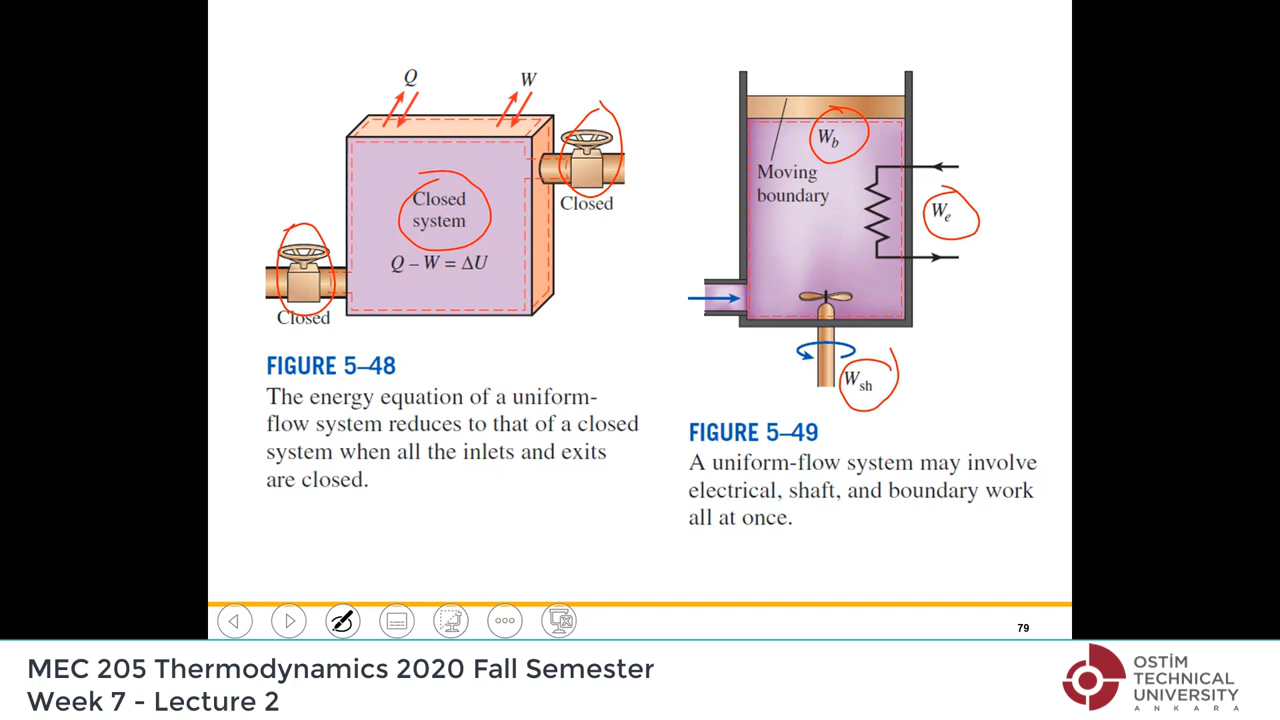 Q
W
Closed
system
Q – W = ΔU
Closed
Closed
FIGURE 5–48
The energy equation of a uniform-
flow system reduces to that of a closed
system when all the inlets and exits
are closed.
Wb
Moving
boundary
We
Wsh
FIGURE 5–49
A uniform-flow system may involve
electrical, shaft, and boundary work
all at once.
79
MEC 205 Thermodynamics 2020 Fall Semester
Week 7 - Lecture 2
OSTİM
TECHNICAL
UNIVERSITY
ANKARA